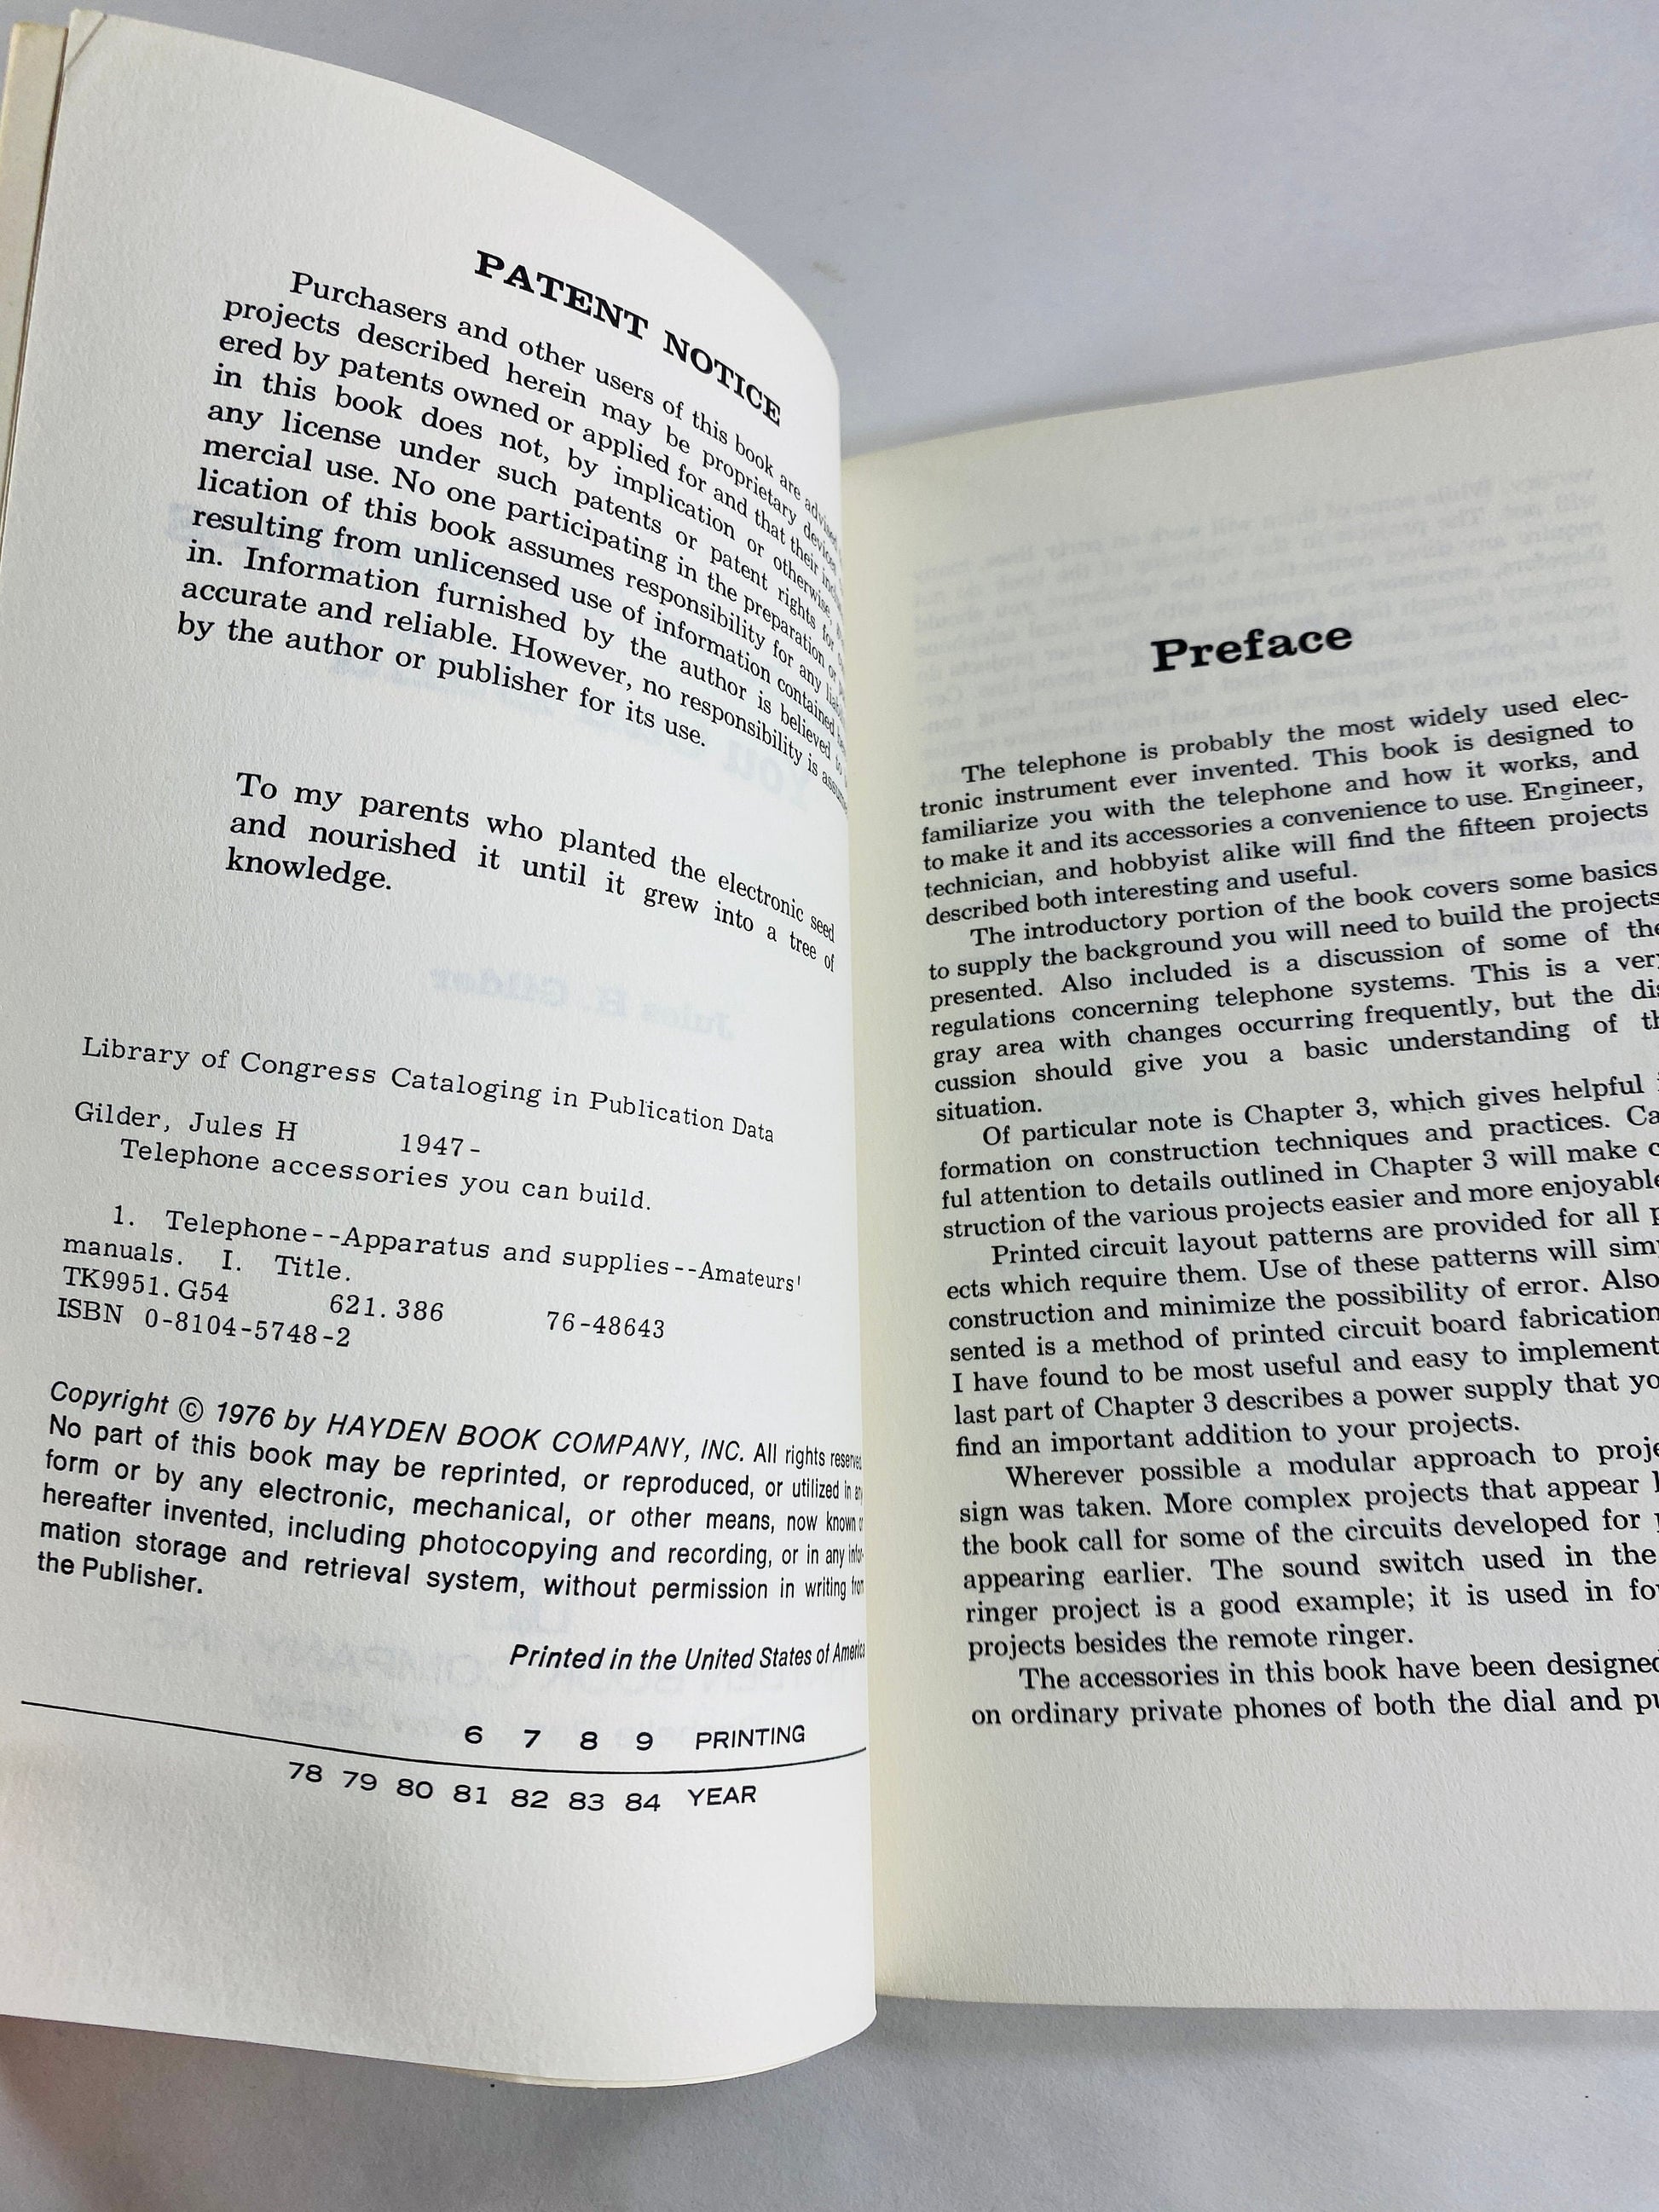 PATENT NOTICE
Purchasers and other users of this book are advised
projects described herein may be proprietary devices
ered by patents owned or applied for and that their
in this book does not, by implication or otherwise,
any license under such patents or patent rights for
mercial use. No one participating in the preparation or
lication of this book assumes responsibility for any
resulting from unlicensed use of information contained
in. Information furnished by the author is believed to
accurate and reliable. However, no responsibility is
by the author or publisher for its use.
To my parents who planted the electronic seed
and nourished it until it grew into a tree of
knowledge.
Library of Congress Cataloging in Publication Data
Gilder, Jules H 1947-
Telephone accessories you can build.
1. Telephone--Apparatus and supplies--Amateurs'
manuals. I. Title.
TK9951.G54 621.386 76-48643
ISBN 0-8104-5748-2
Copyright © 1976 by HAYDEN BOOK COMPANY, INC. All rights reserved
No part of this book may be reprinted, or reproduced, or utilized in
form or by any electronic, mechanical, or other means, now known
hereafter invented, including photocopying and recording, or in any infor-
mation storage and retrieval system, without permission in writing from
the Publisher.
Printed in the United States of America
6 7 8 9 PRINTING
78 79 80 81 82 83 84 YEAR
Preface
The telephone is probably the most widely used elec-
tronic instrument ever invented. This book is designed to
familiarize you with the telephone and how it works, and
to make it and its accessories a convenience to use. Engineer,
technician, and hobbyist alike will find the fifteen projects
described both interesting and useful.
The introductory portion of the book covers some basics
to supply the background you will need to build the projects
presented. Also included is a discussion of some of the
regulations concerning telephone systems. This is a very
gray area with changes occurring frequently, but the dis
cussion should give you a basic understanding of th
situation.
Of particular note is Chapter 3, which gives helpful i
formation on construction techniques and practices. Ca
ful attention to details outlined in Chapter 3 will make c
struction of the various projects easier and more enjoyable
Printed circuit layout patterns are provided for all p
ects which require them. Use of these patterns will sim
construction and minimize the possibility of error. Also
sented is a method of printed circuit board fabrication
I have found to be most useful and easy to implement
last part of Chapter 3 describes a power supply that yo
find an important addition to your projects.
Wherever possible a modular approach to proje
sign was taken. More complex projects that appear l
the book call for some of the circuits developed for p
appearing earlier. The sound switch used in the
ringer project is a good example; it is used in fo
projects besides the remote ringer.
The accessories in this book have been designed
on ordinary private phones of both the dial and pu